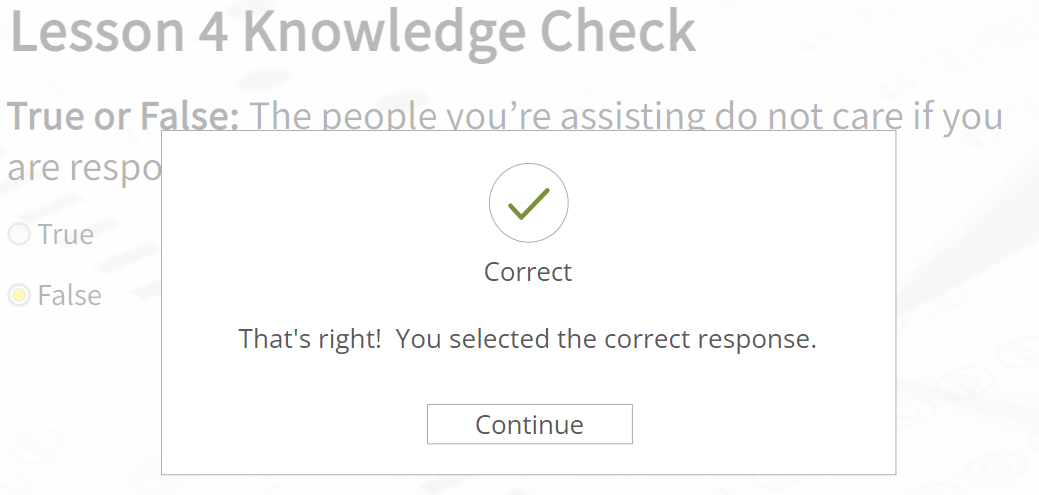 Lesson 4 Knowledge Check
True or False: The people you’re assisting do not care if you
are respo
True
False
Correct
That's right! You selected the correct response.
Continue